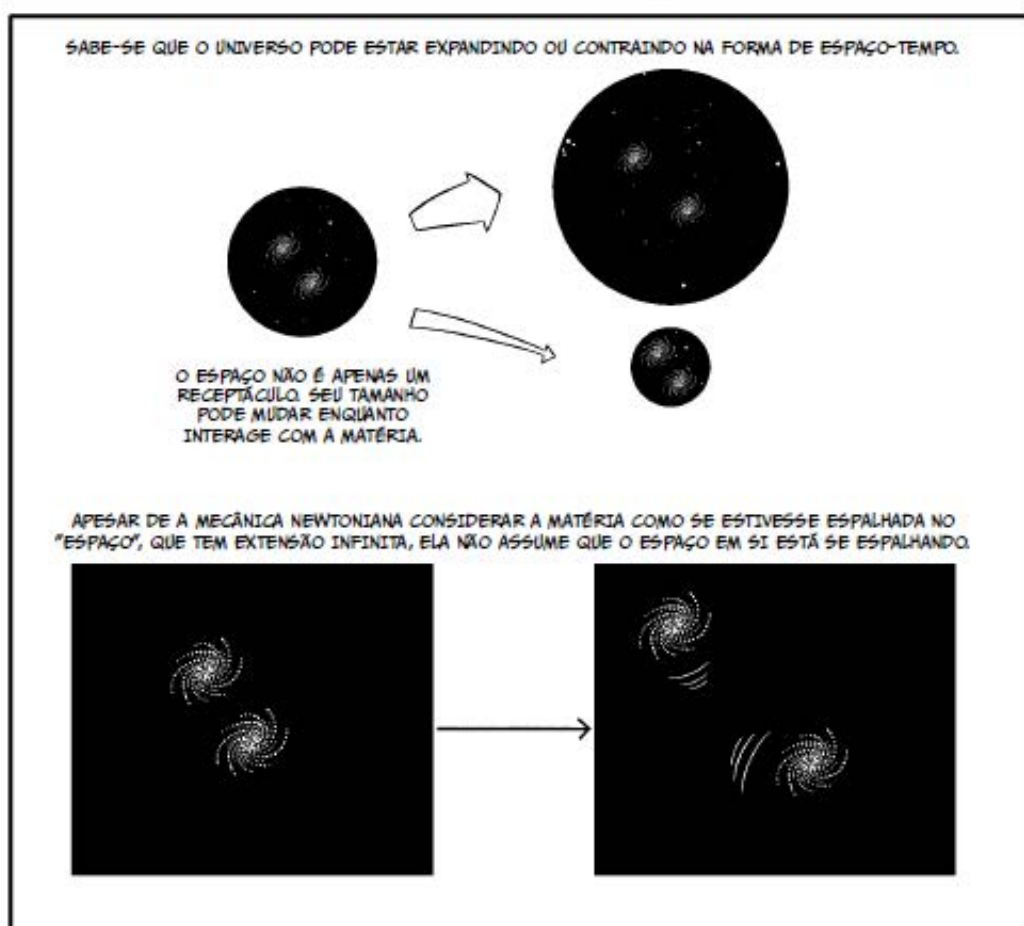 SABE-SE QUE O UNIVERSO PODE ESTAR EXPANDINDO OU CONTRAINDO NA FORMA DE ESPAÇO-TEMPO.
O ESPAÇO NÃO É APENAS UM
RECEPTÁCULO. SEU TAMANHO
PODE MUDAR ENQUANTO
INTERAGE COM A MATÉRIA.
APESAR DE A MECÂNICA NEWTONIANA CONSIDERAR A MATÉRIA COMO SE ESTIVESSE ESPALHADA NO
"ESPAÇO", QUE TEM EXTENSÃO INFINITA, ELA NÃO ASSUME QUE O ESPAÇO EM SI ESTÁ SE ESPALHANDO.